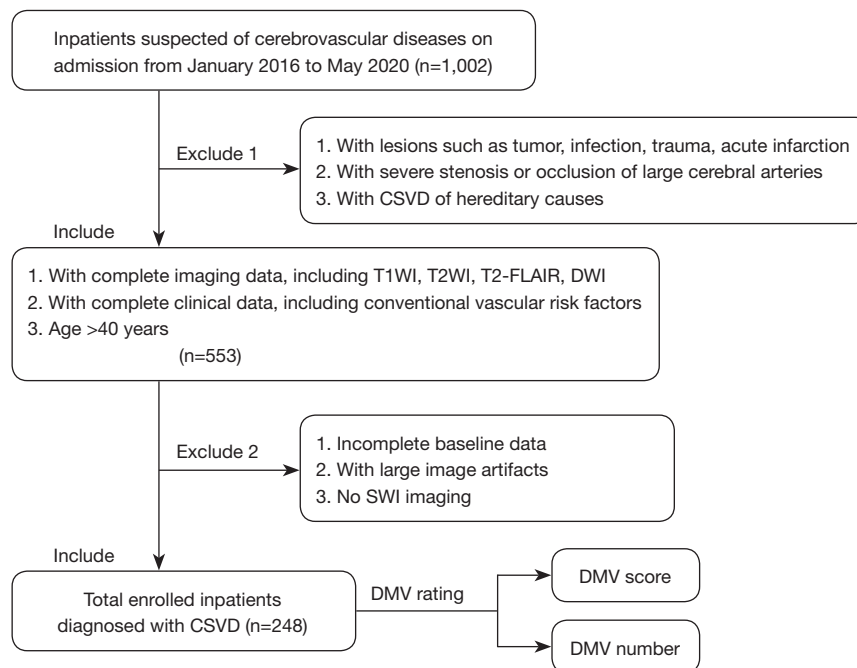 Inpatients suspected of cerebrovascular diseases on
admission from January 2016 to May 2020 (n=1,002)
Exclude 1
1. With lesions such as tumor, infection, trauma, acute infarction
2. With severe stenosis or occlusion of large cerebral arteries
3. With CSVD of hereditary causes
Include
1. With complete imaging data, including T1WI, T2WI, T2-FLAIR, DWI
2. With complete clinical data, including conventional vascular risk factors
3. Age >40 years
(n=553)
Exclude 2
1. Incomplete baseline data
2. With large image artifacts
3. No SWI imaging
Include
Total enrolled inpatients
diagnosed with CSVD (n=248)
DMV rating
DMV score
DMV number